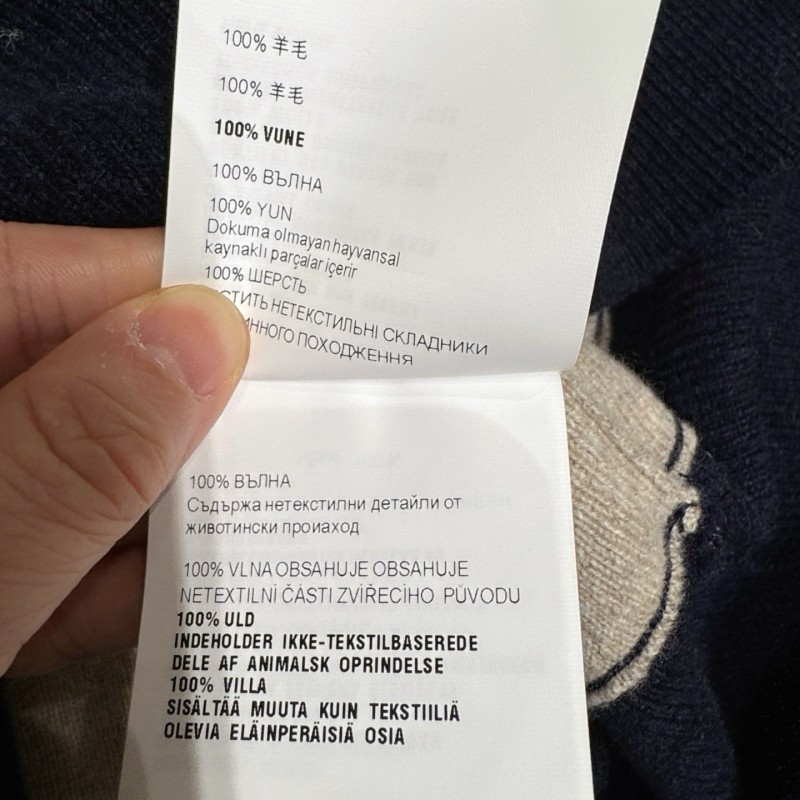 100% 羊毛
100% 羊毛
100% VUNE
100% ВЪЛНА
100% YUN
Dokuma olmayan hayvansal
kaynaklı parçalar içerir
100% ШЕРСТЬ
НЕТЕКСТИЛЬНІ СКЛАДНИКИ
ПОХОДЖЕННЯ
100% ВЪЛНА
Съдържа нетекстилни детайли от
животински произход
100% VLNA OBSAHUJE OBSAHUJE
NETEXTILNÍ ČÁSTI ZVÍŘECÍHO PŮVODU
100% ULD
INDEHOLDER IKKE-TEKSTILBASEREDE
DELE AF ANIMALSK OPRINDELSE
100% VILLA
SISÄLTÄÄ MUUTA KUIN TEKSTIILIÄ
OLEVIA ELÄINPERÄISIÄ OSIA